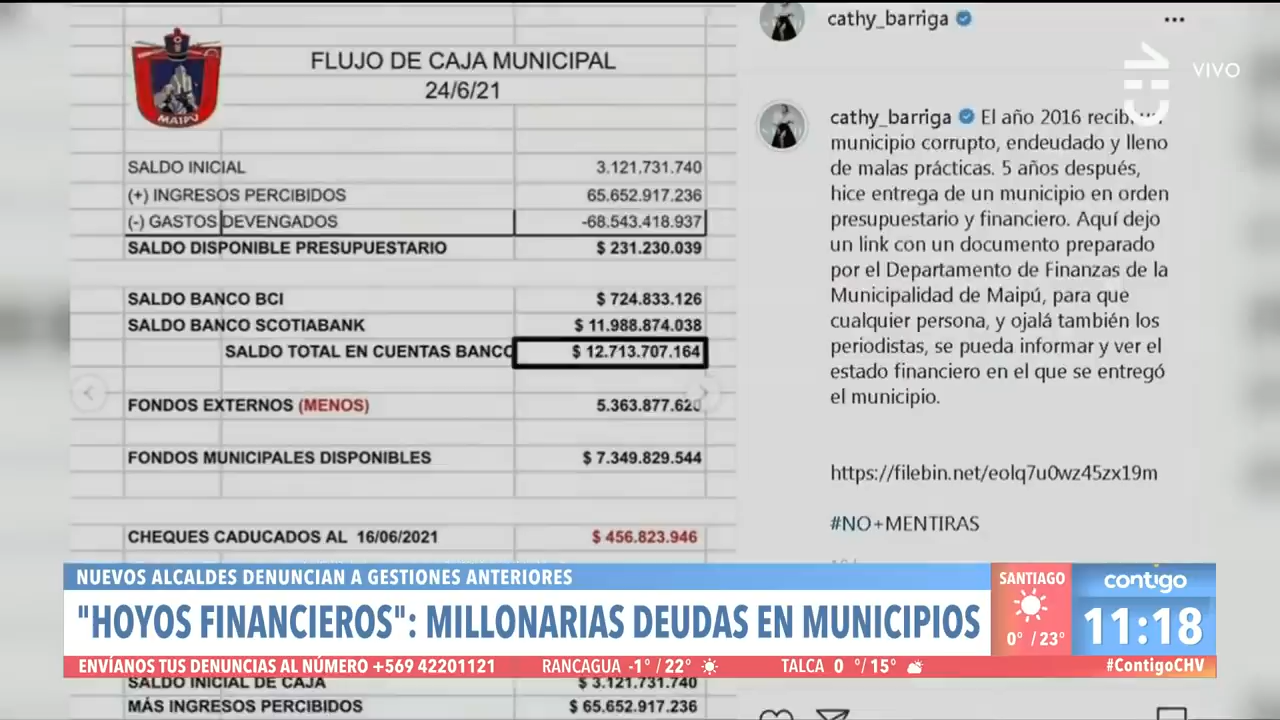 cathy_barriga
CHV
VIVO
MAIPÚ
FLUJO DE CAJA MUNICIPAL
24/6/21
SALDO INICIAL 3.121.731.740
(+) INGRESOS PERCIBIDOS 65.652.917.236
(-) GASTOS DEVENGADOS -68.543.418.937
SALDO DISPONIBLE PRESUPUESTARIO $ 231.230.039
SALDO BANCO BCI $ 724.833.126
SALDO BANCO SCOTIABANK $ 11.988.874.038
SALDO TOTAL EN CUENTAS BANCO $ 12.713.707.164
FONDOS EXTERNOS (MENOS) 5.363.877.620
FONDOS MUNICIPALES DISPONIBLES $ 7.349.829.544
CHEQUES CADUCADOS AL 16/06/2021 $ 456.823.946
SALDO INICIAL DE CAJA $ 3.121.731.740
MÁS INGRESOS PERCIBIDOS $ 65.652.917.236
cathy_barriga El año 2016 recibí un
municipio corrupto, endeudado y lleno
de malas prácticas. 5 años después,
hice entrega de un municipio en orden
presupuestario y financiero. Aquí dejo
un link con un documento preparado
por el Departamento de Finanzas de la
Municipalidad de Maipú, para que
cualquier persona, y ojalá también los
periodistas, se pueda informar y ver el
estado financiero en el que se entregó
el municipio.
https://filebin.net/eolq7u0wz45zx19m
#NO+MENTIRAS
NUEVOS ALCALDES DENUNCIAN A GESTIONES ANTERIORES
"HOYOS FINANCIEROS": MILLONARIAS DEUDAS EN MUNICIPIOS
SANTIAGO
0° / 23°
contigo
11:18
ENVÍANOS TUS DENUNCIAS AL NÚMERO +569 42201121 RANCAGUA -1° / 22° TALCA 0 °/ 15°
#ContigoCHV